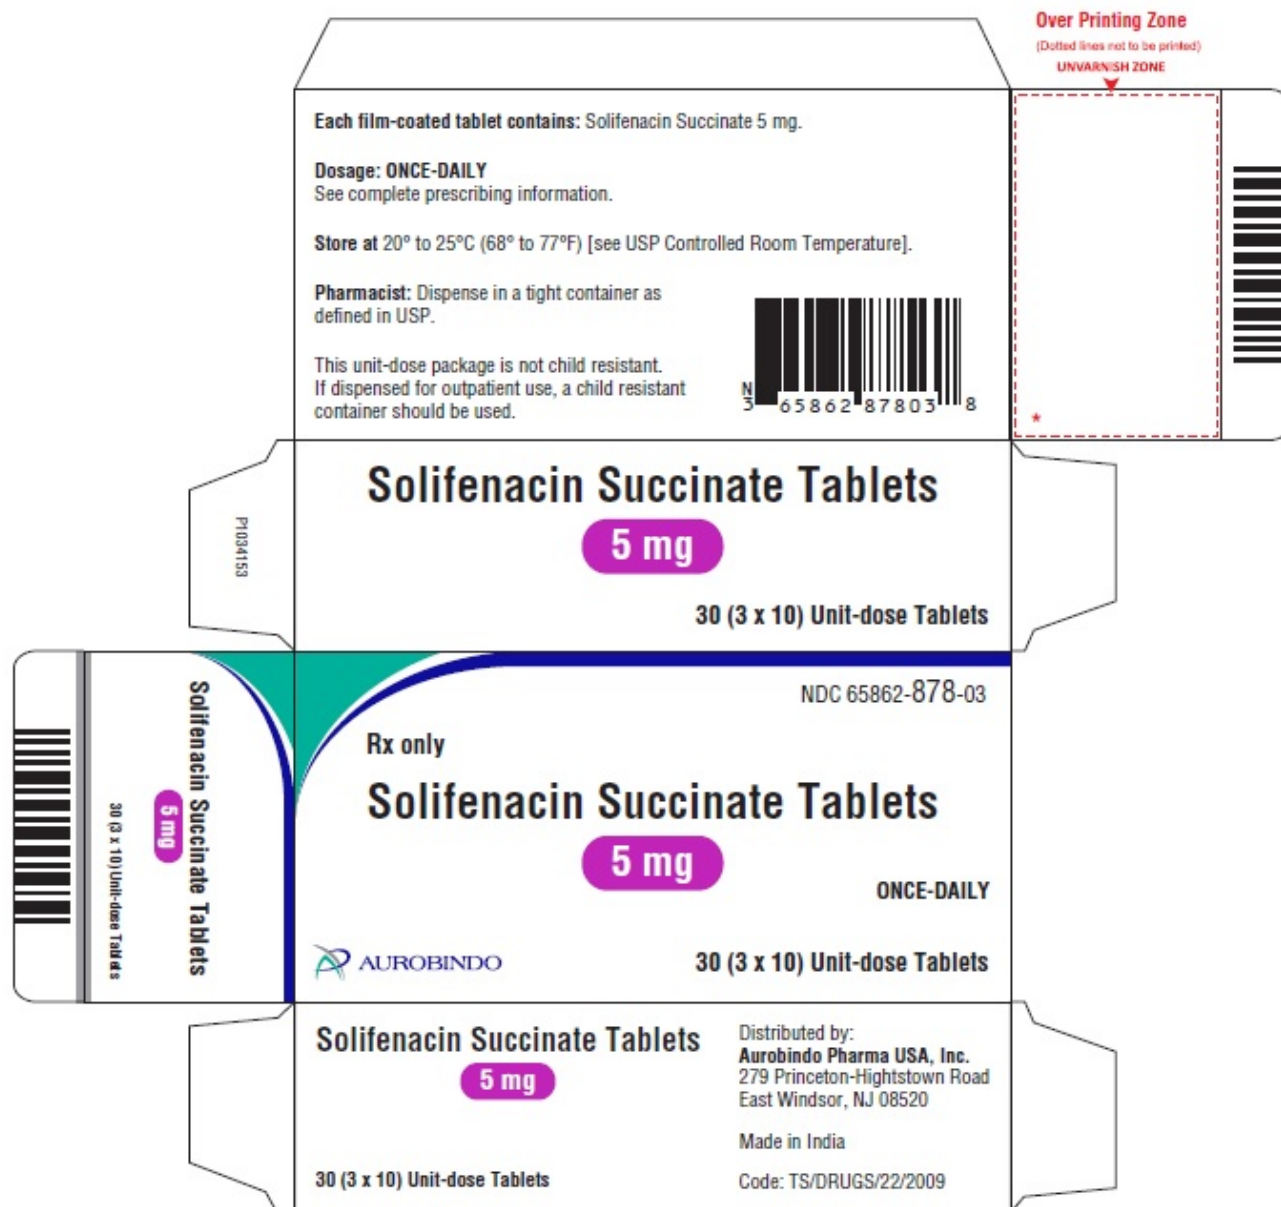 Over Printing Zone
(Dotted lines not to be printed)
UNVARNISH ZONE
Each film-coated tablet contains: Solifenacin Succinate 5 mg.
Dosage: ONCE-DAILY
See complete prescribing information.
Store at 20° to 25°C (68° to 77°F) [see USP Controlled Room Temperature].
Pharmacist: Dispense in a tight container as
defined in USP.
This unit-dose package is not child resistant.
If dispensed for outpatient use, a child resistant
container should be used.
N
3 65862 87803 8
*
Solifenacin Succinate Tablets
5 mg
30 (3 x 10) Unit-dose Tablets
P1034153
Solifenacin Succinate Tablets
5 mg
30 (3 x 10) Unit-dose Tablets
NDC 65862-878-03
Rx only
Solifenacin Succinate Tablets
5 mg
ONCE-DAILY
AUROBINDO
30 (3 x 10) Unit-dose Tablets
Solifenacin Succinate Tablets
5 mg
30 (3 x 10) Unit-dose Tablets
Distributed by:
Aurobindo Pharma USA, Inc.
279 Princeton-Hightstown Road
East Windsor, NJ 08520
Made in India
Code: TS/DRUGS/22/2009